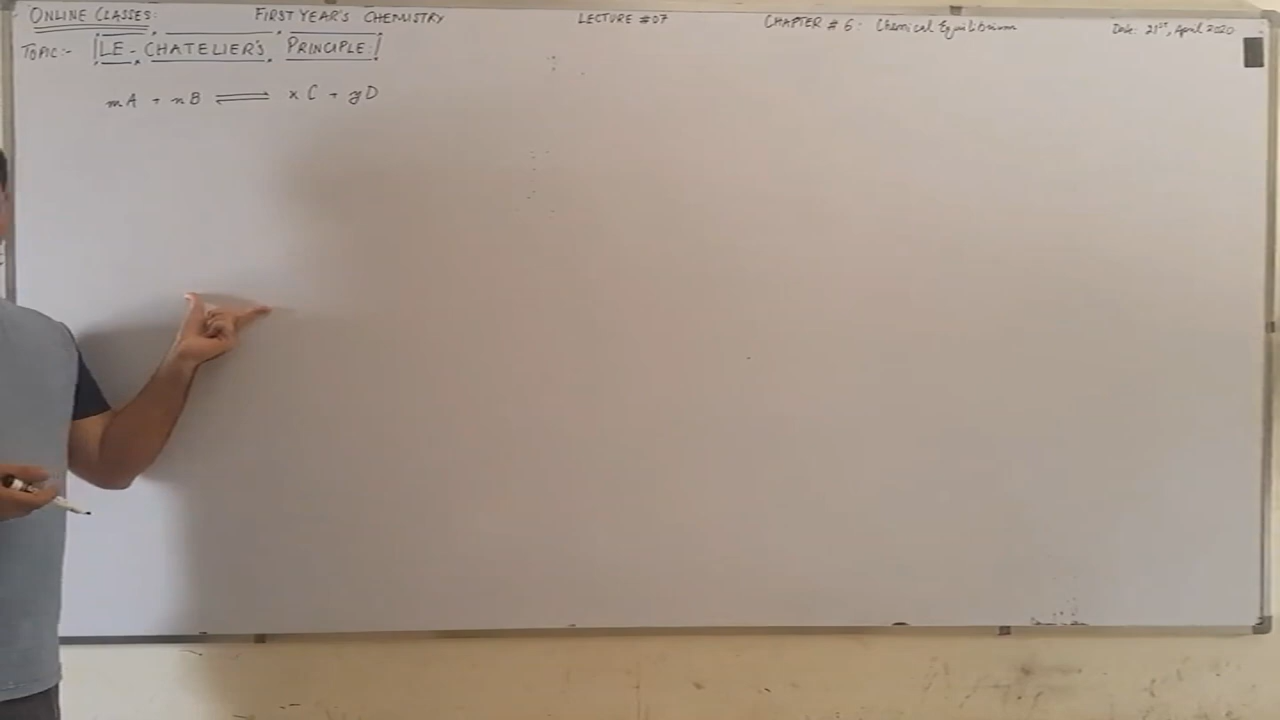 ONLINE CLASSES: FIRST YEAR'S CHEMISTRY LECTURE #07 CHAPTER # 6: Chemical Equilibrium Date: 21ST, April 2020
TOPIC:- LE-CHATELIER'S PRINCIPLE:
mA + nB ⇌ xC + yD